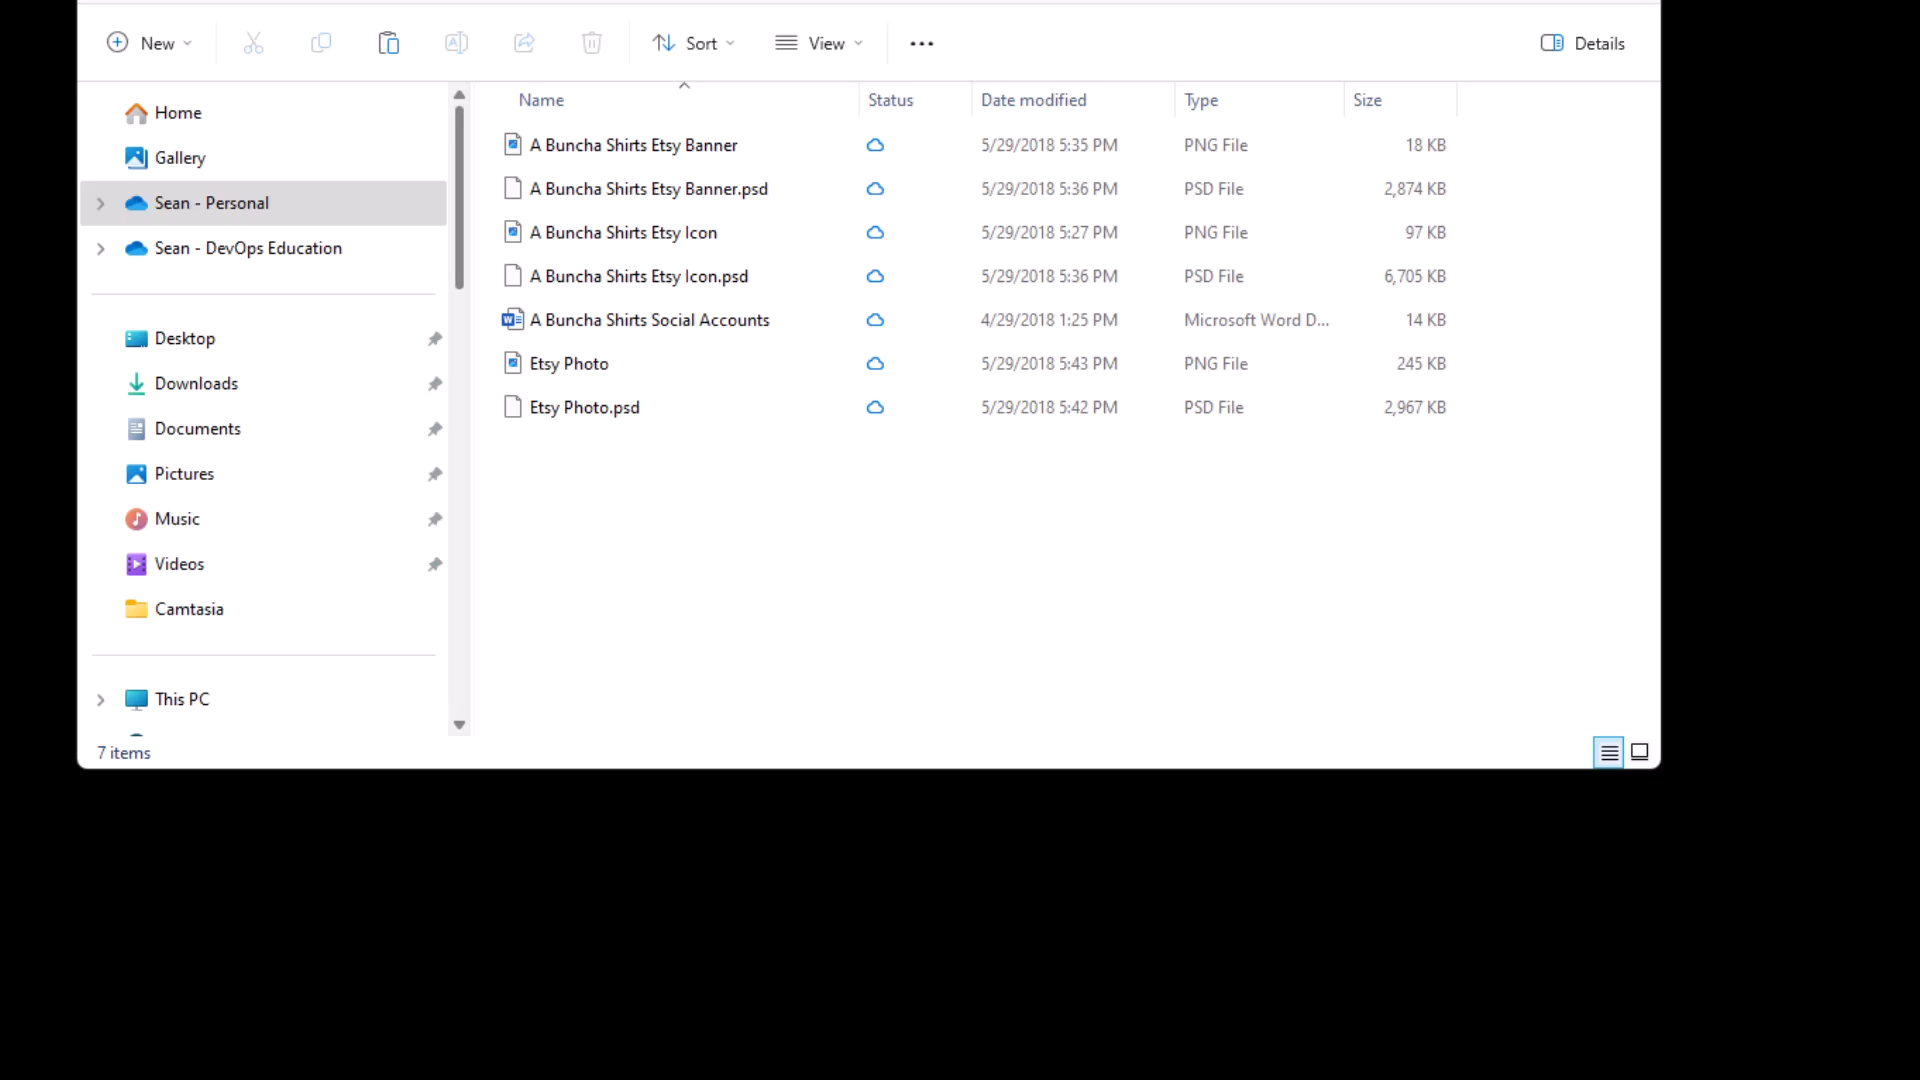 New
Sort
View
Details
Home
Gallery
Sean - Personal
Sean - DevOps Education
Desktop
Downloads
Documents
Pictures
Music
Videos
Camtasia
This PC
Name Status Date modified Type Size
A Buncha Shirts Etsy Banner 5/29/2018 5:35 PM PNG File 18 KB
A Buncha Shirts Etsy Banner.psd 5/29/2018 5:36 PM PSD File 2,874 KB
A Buncha Shirts Etsy Icon 5/29/2018 5:27 PM PNG File 97 KB
A Buncha Shirts Etsy Icon.psd 5/29/2018 5:36 PM PSD File 6,705 KB
A Buncha Shirts Social Accounts 4/29/2018 1:25 PM Microsoft Word D... 14 KB
Etsy Photo 5/29/2018 5:43 PM PNG File 245 KB
Etsy Photo.psd 5/29/2018 5:42 PM PSD File 2,967 KB
7 items